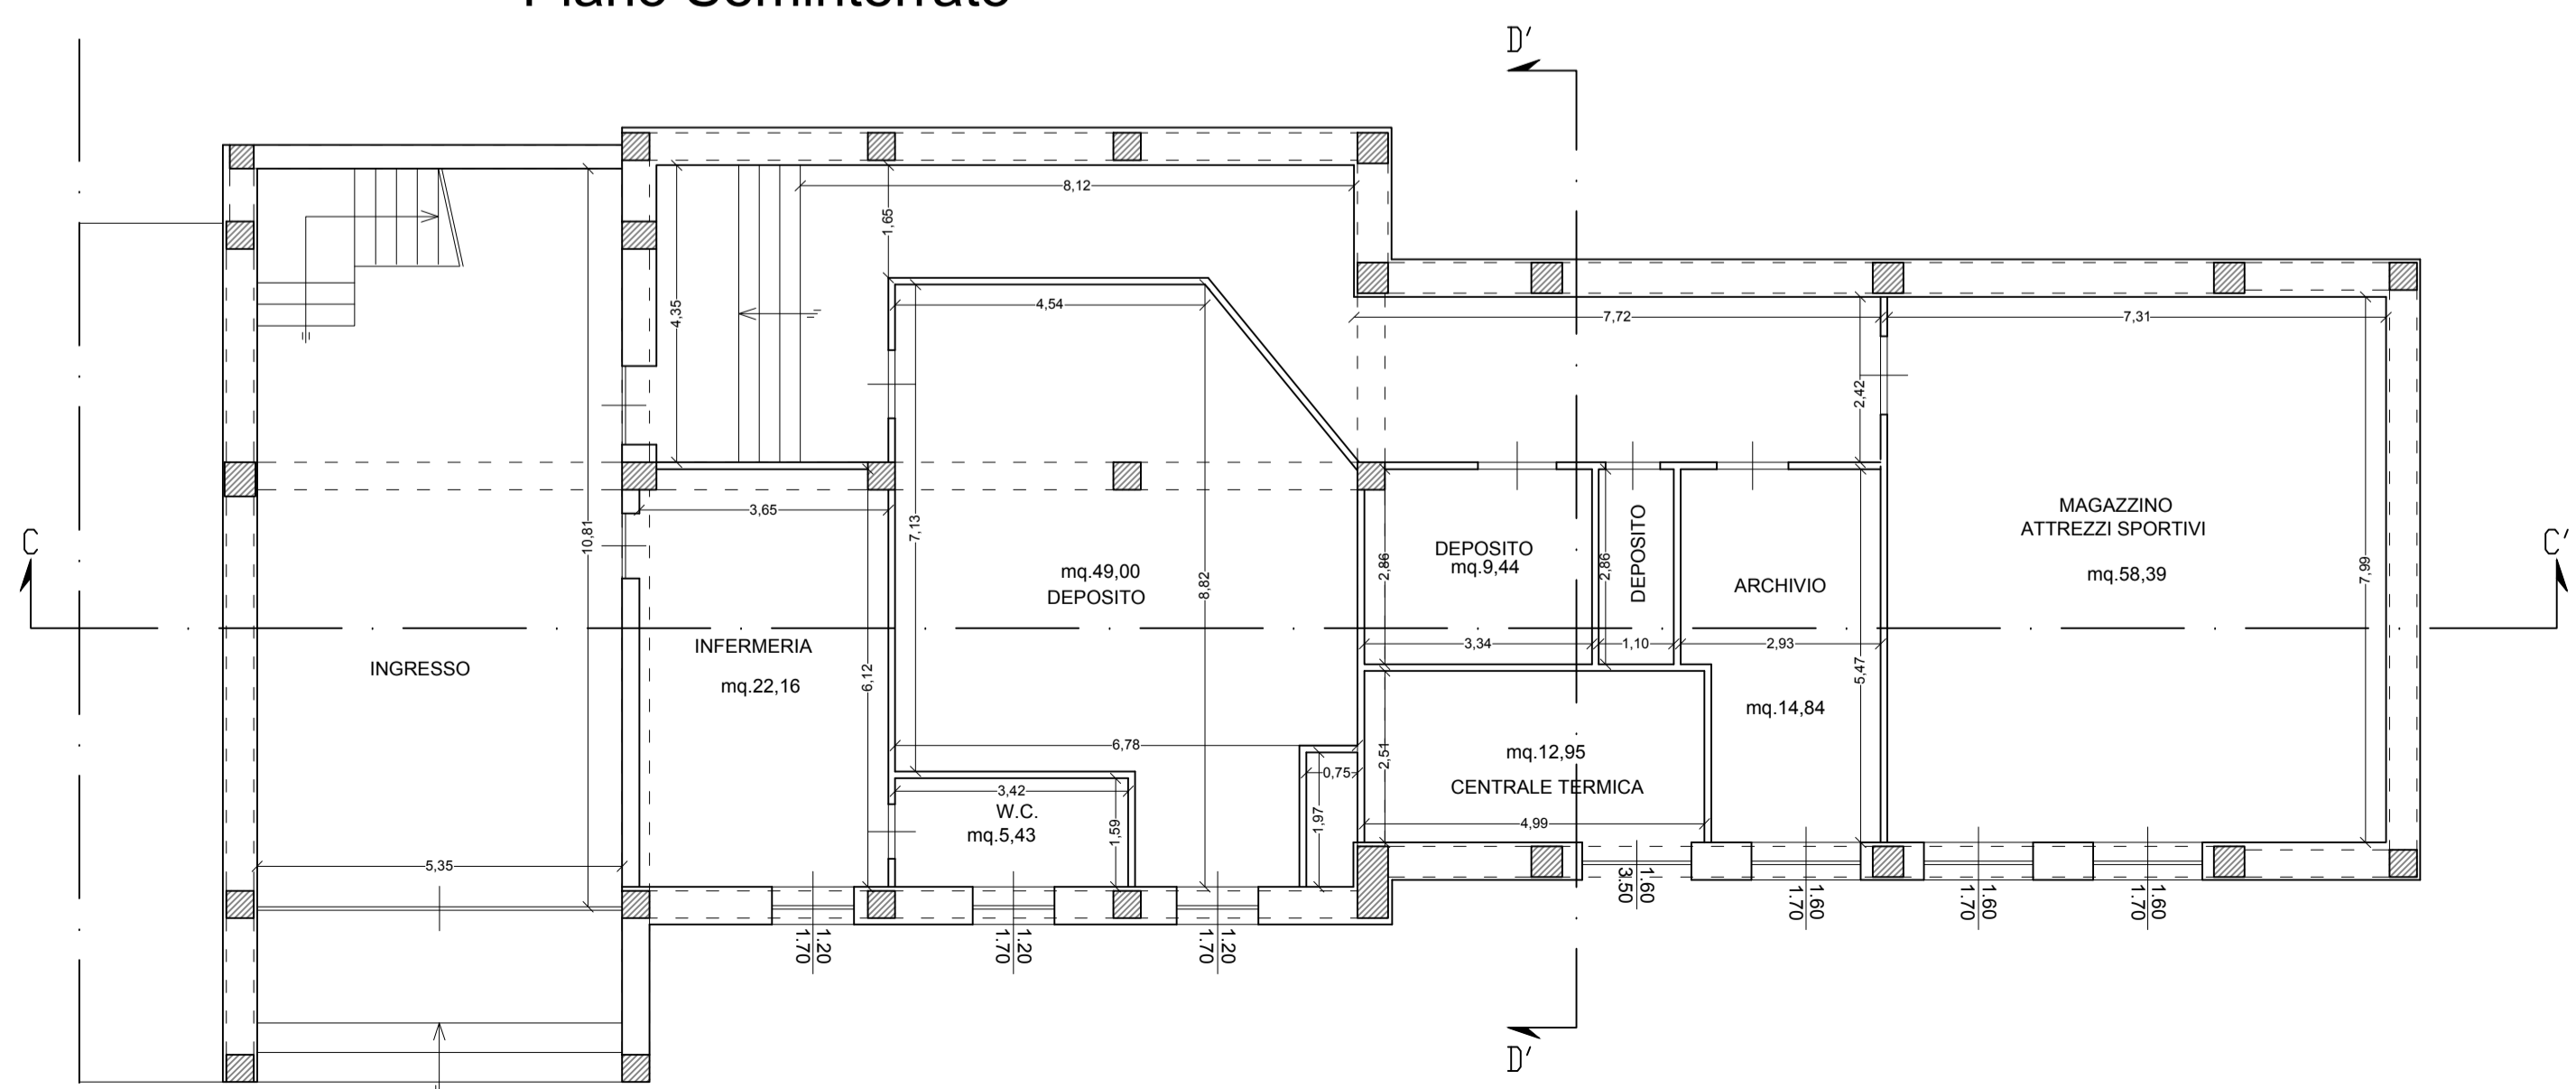 Piano Seminterrato
D'
8,12
1,65
4,35
4,54
7,72
7,31
2,42
3,65
10,81
7,13
8,82
C
C'
MAGAZZINO
ATTREZZI SPORTIVI
mq.58,39
7,99
DEPOSITO
mq.9,44
2,86
2,86
DEPOSITO
ARCHIVIO
mq.49,00
DEPOSITO
INFERMERIA
mq.22,16
6,12
INGRESSO
3,34
1,10
2,93
5,47
mq.14,84
6,78
2,51
mq.12,95
CENTRALE TERMICA
0,75
3,42
W.C.
mq.5,43
1,59
1,97
4,99
5,35
1.60
3.50
1.60
1.70
1.60
1.70
1.60
1.70
1.20
1.70
1.20
1.70
1.20
1.70
D'